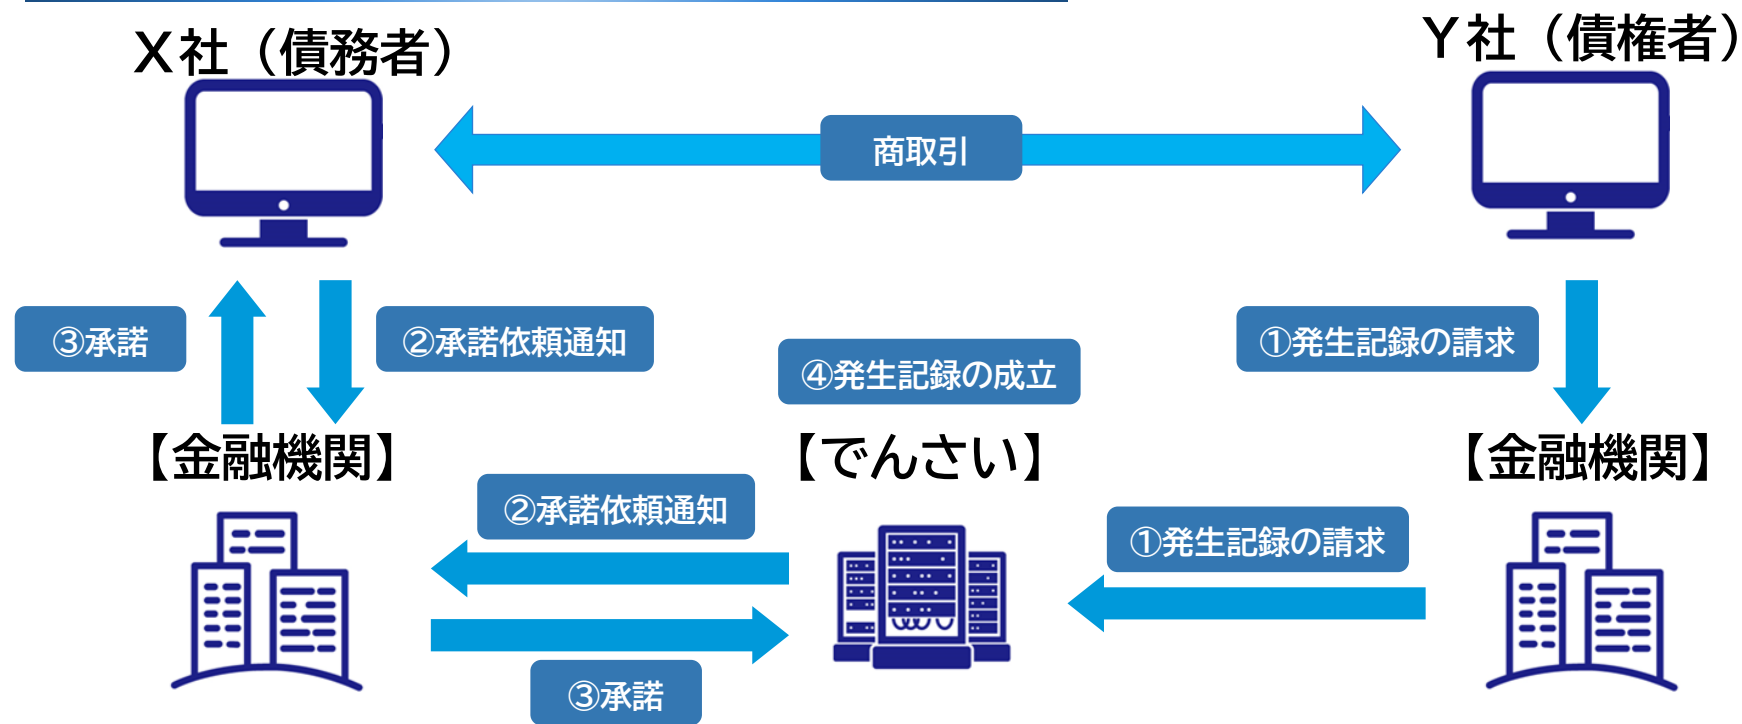 X社（債務者）
Y社（債権者）
商取引
③承諾
②承諾依頼通知
④発生記録の成立
①発生記録の請求
【金融機関】
【でんさい】
【金融機関】
②承諾依頼通知
①発生記録の請求
③承諾